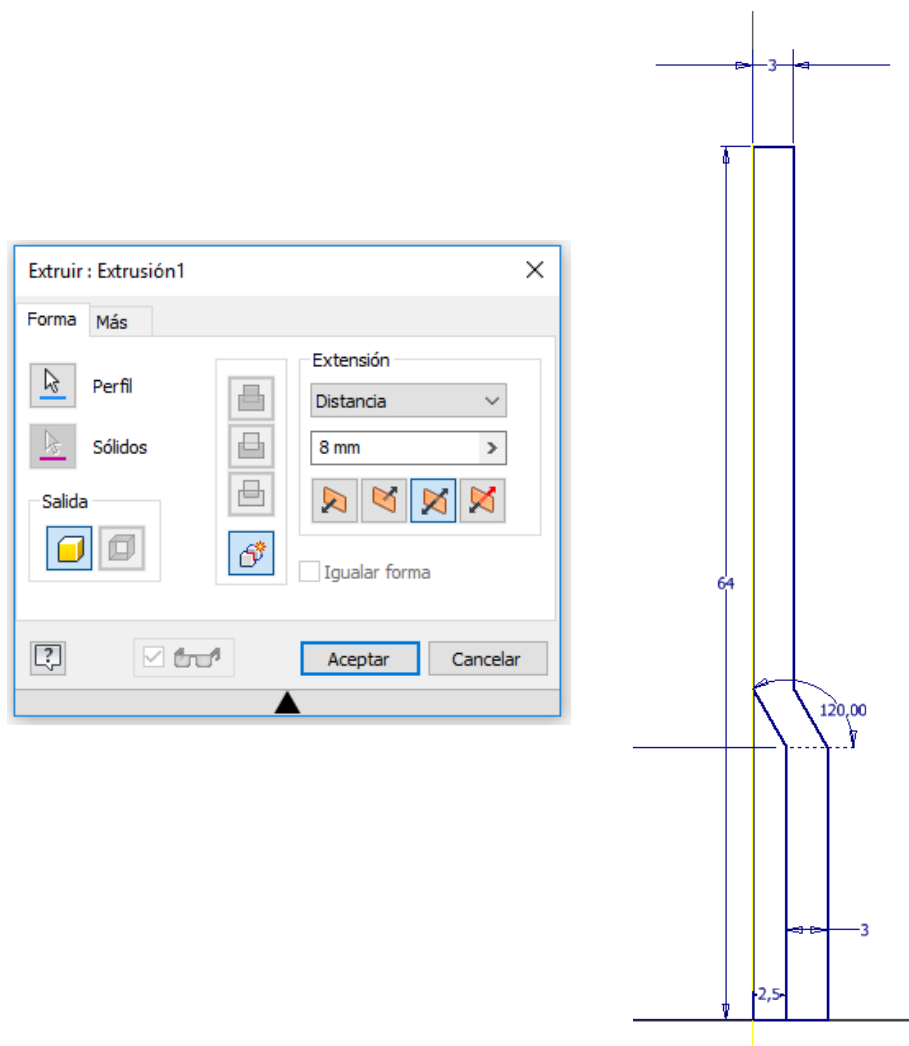 Extruir : Extrusión1
Forma Más
Perfil
Sólidos
Salida
Extensión
Distancia
8 mm
Igualar forma
Aceptar Cancelar
3
64
120,00
3
2,5